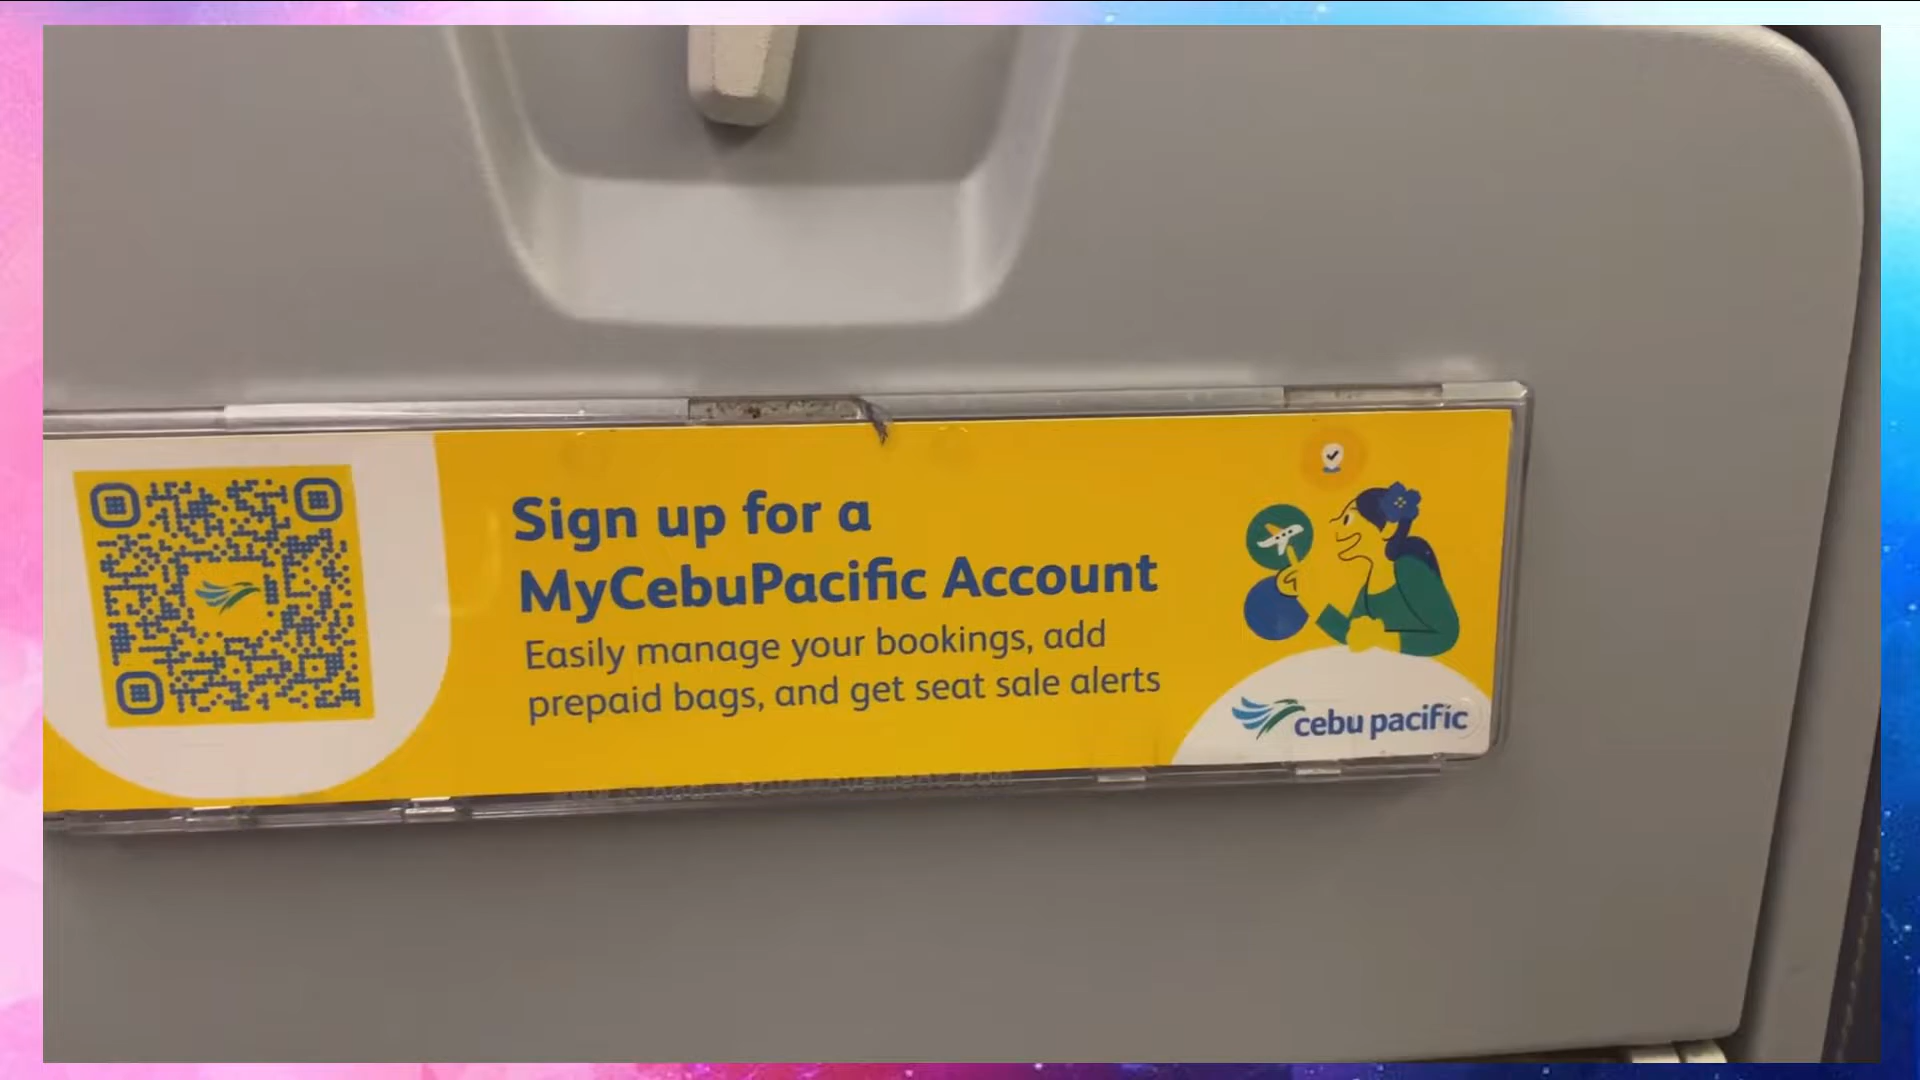 Sign up for a
MyCebuPacific Account
Easily manage your bookings, add
prepaid bags, and get seat sale alerts
cebu pacific